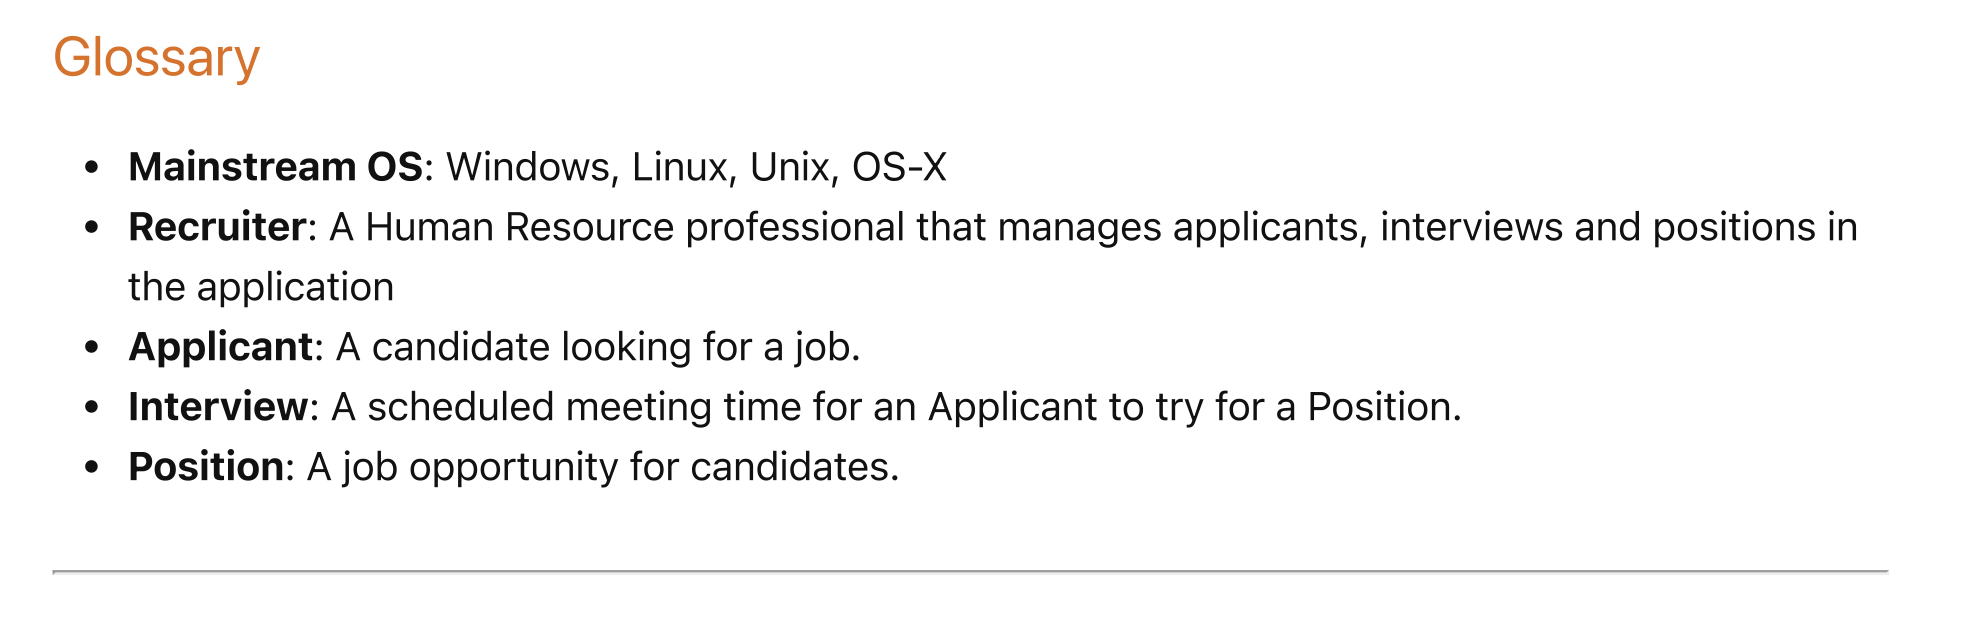 Glossary
• Mainstream OS: Windows, Linux, Unix, OS-X
• Recruiter: A Human Resource professional that manages applicants, interviews and positions in
the application
• Applicant: A candidate looking for a job.
• Interview: A scheduled meeting time for an Applicant to try for a Position.
• Position: A job opportunity for candidates.